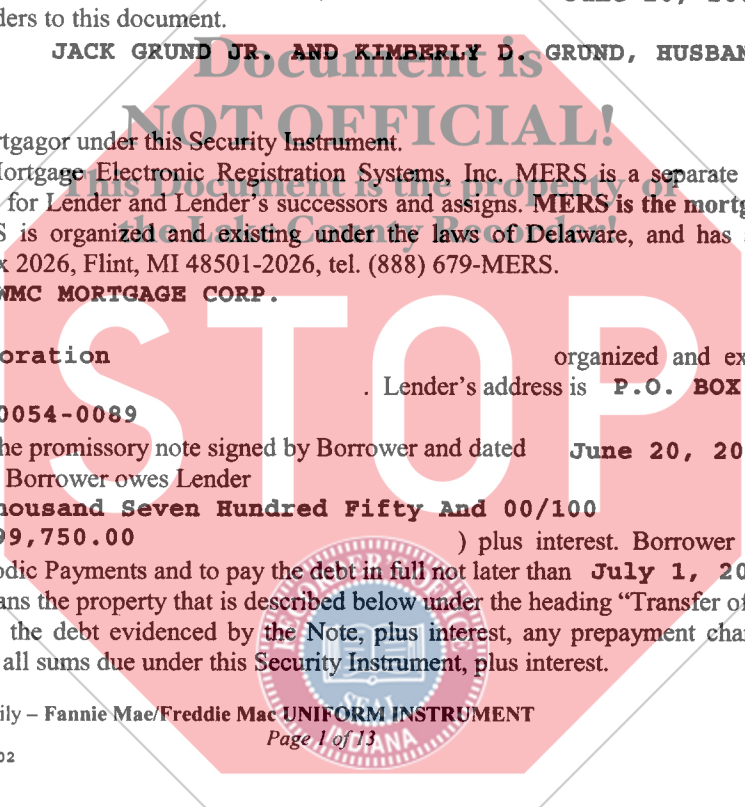 ders to this document.
JACK GRUND JR. AND KIMBERLY D. GRUND, HUSBAN
Document is
NOT OFFICIAL!
rtgagor under this Security Instrument.
Mortgage Electronic Registration Systems, Inc. MERS is a separate
This Document is the property of
for Lender and Lender's successors and assigns. MERS is the mortg
the Lake County Recorder!
S is organized and existing under the laws of Delaware, and has
x 2026, Flint, MI 48501-2026, tel. (888) 679-MERS.
WMC MORTGAGE CORP.
STOP
oration organized and ex
. Lender's address is P.O. BOX
0054-0089
he promissory note signed by Borrower and dated June 20, 20
Borrower owes Lender
housand Seven Hundred Fifty And 00/100
99,750.00 ) plus interest. Borrower
odic Payments and to pay the debt in full not later than July 1, 20
ans the property that is described below under the heading “Transfer of
the debt evidenced by the Note, plus interest, any prepayment cha
all sums due under this Security Instrument, plus interest.
ily – Fannie Mae/Freddie Mac UNIFORM INSTRUMENT
Page 1 of 13
02
SEAL
INDIANA